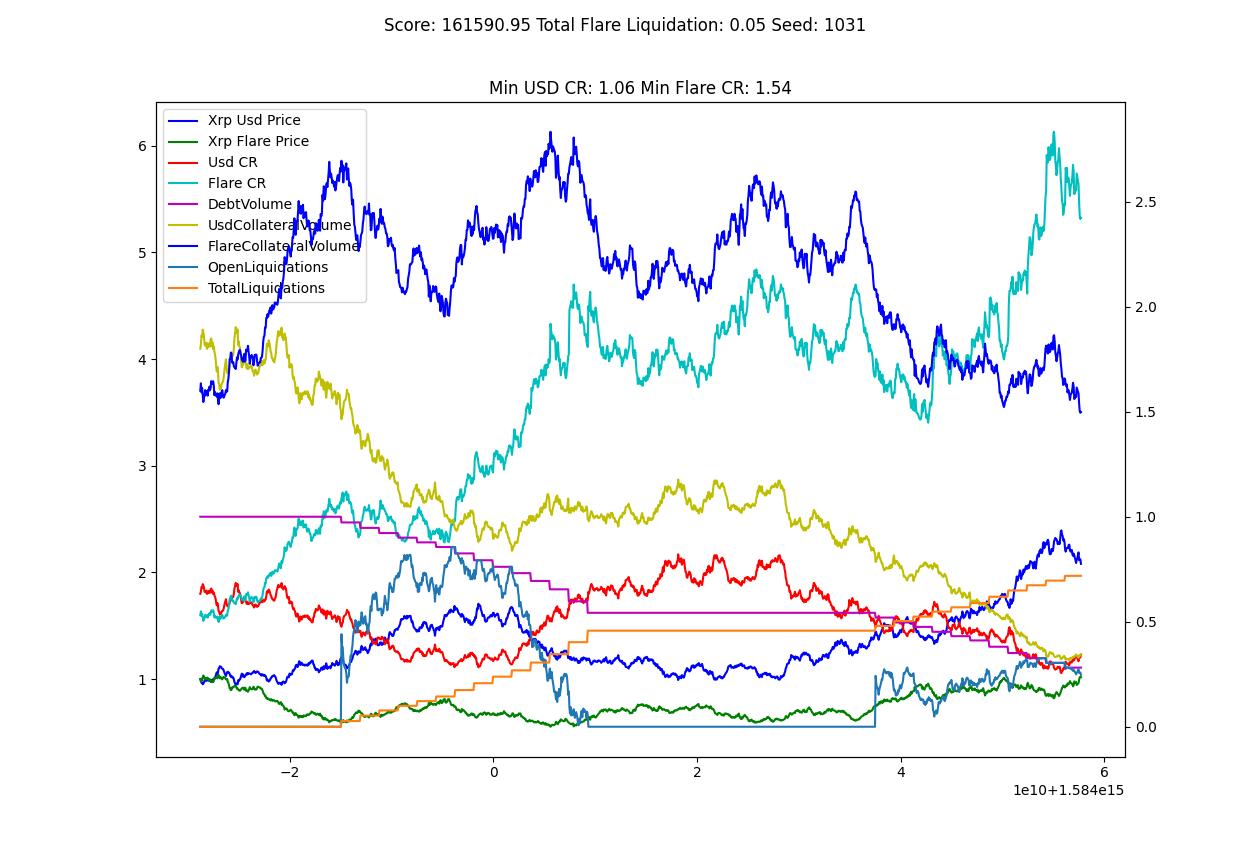 Score: 161590.95 Total Flare Liquidation: 0.05 Seed: 1031
Min USD CR: 1.06 Min Flare CR: 1.54
Xrp Usd Price
Xrp Flare Price
Usd CR
Flare CR
DebtVolume
UsdCollateralVolume
FlareCollateralVolume
OpenLiquidations
TotalLiquidations
6
5
4
3
2
1
2.5
2.0
1.5
1.0
0.5
0.0
−2
0
2
4
6
1e10+1.584e15